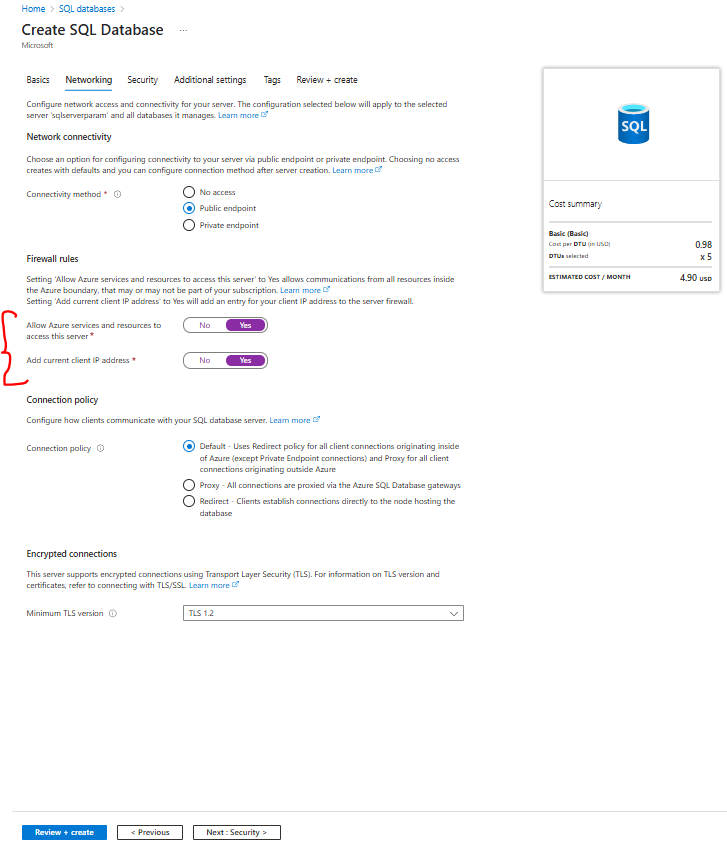 Home > SQL databases >
Create SQL Database ...
Microsoft
Basics Networking Security Additional settings Tags Review + create
Configure network access and connectivity for your server. The configuration selected below will apply to the selected
server 'sqlserverparam' and all databases it manages. Learn more
Network connectivity
Choose an option for configuring connectivity to your server via public endpoint or private endpoint. Choosing no access
creates with defaults and you can configure connection method after server creation. Learn more
Connectivity method *
No access
Public endpoint
Private endpoint
Firewall rules
Setting 'Allow Azure services and resources to access this server' to Yes allows communications from all resources inside
the Azure boundary, that may or may not be part of your subscription. Learn more
Setting 'Add current client IP address' to Yes will add an entry for your client IP address to the server firewall.
Allow Azure services and resources to
access this server *
No Yes
Add current client IP address *
No Yes
Connection policy
Configure how clients communicate with your SQL database server. Learn more
Connection policy
Default - Uses Redirect policy for all client connections originating inside
of Azure (except Private Endpoint connections) and Proxy for all client
connections originating outside Azure
Proxy - All connections are proxied via the Azure SQL Database gateways
Redirect - Clients establish connections directly to the node hosting the
database
Encrypted connections
This server supports encrypted connections using Transport Layer Security (TLS). For information on TLS version and
certificates, refer to connecting with TLS/SSL. Learn more
Minimum TLS version
TLS 1.2
SQL
Cost summary
Basic (Basic)
Cost per DTU (in USD) 0.98
DTUs selected x 5
ESTIMATED COST / MONTH 4.90 USD
Review + create < Previous Next : Security >